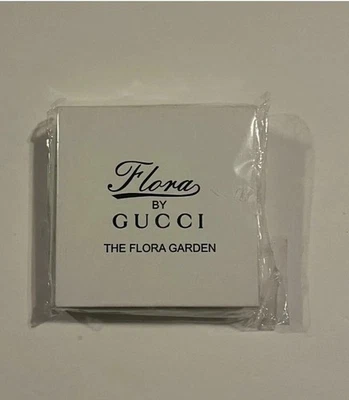 Flora
BY
GUCCI
THE FLORA GARDEN